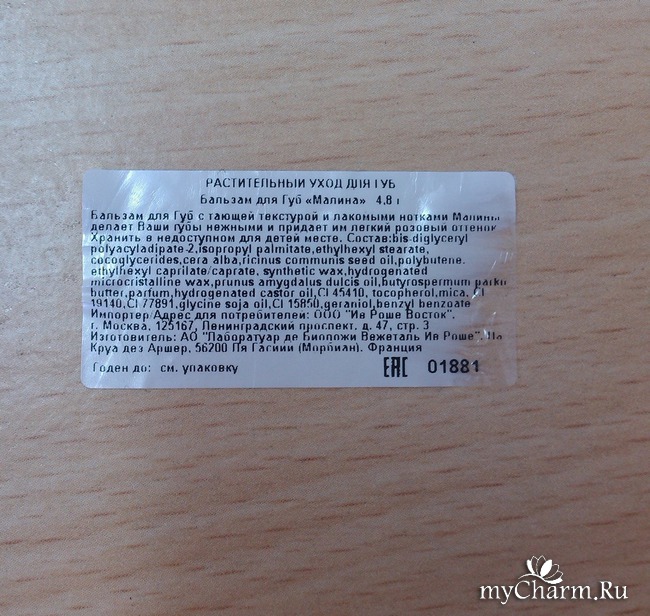 РАСТИТЕЛЬНЫЙ УХОД ДЛЯ ГУБ
Бальзам для Губ «Малина» 4,8 г
Бальзам для Губ с тающей текстурой и лакомыми нотками Малины
делает Ваши губы нежными и придает им легкий розовый оттенок.
Хранить в недоступном для детей месте. Состав:bis-diglyceryl
polyacyladipate-2,isopropyl palmitate,ethylhexyl stearate,
cocoglycerides,cera alba,ricinus communis seed oil,polybutene.
ethylhexyl caprilate/caprate, synthetic wax,hydrogenated
microcristalline wax,prunus amygdalus dulcis oil,butyrospermum parkii
butter,parfum,hydrogenated castor oil,CI 45410, tocopherol,mica, CI
19140,CI 77891,glycine soja oil,CI 15850,geraniol,benzyl benzoate
Импортер/Адрес для потребителей: ООО "Ив Роше Восток".
г. Москва, 125167, Ленинградский проспект. д. 47, стр. 3
Изготовитель: АО "Лаборатуар де Биоложи Вежеталь Ив Роше". Ла
Круа дез Аршер, 56200 Ля Гасийи (Морбиан). Франция
Годен до: см. упаковку EAC 01881
myCharm.Ru